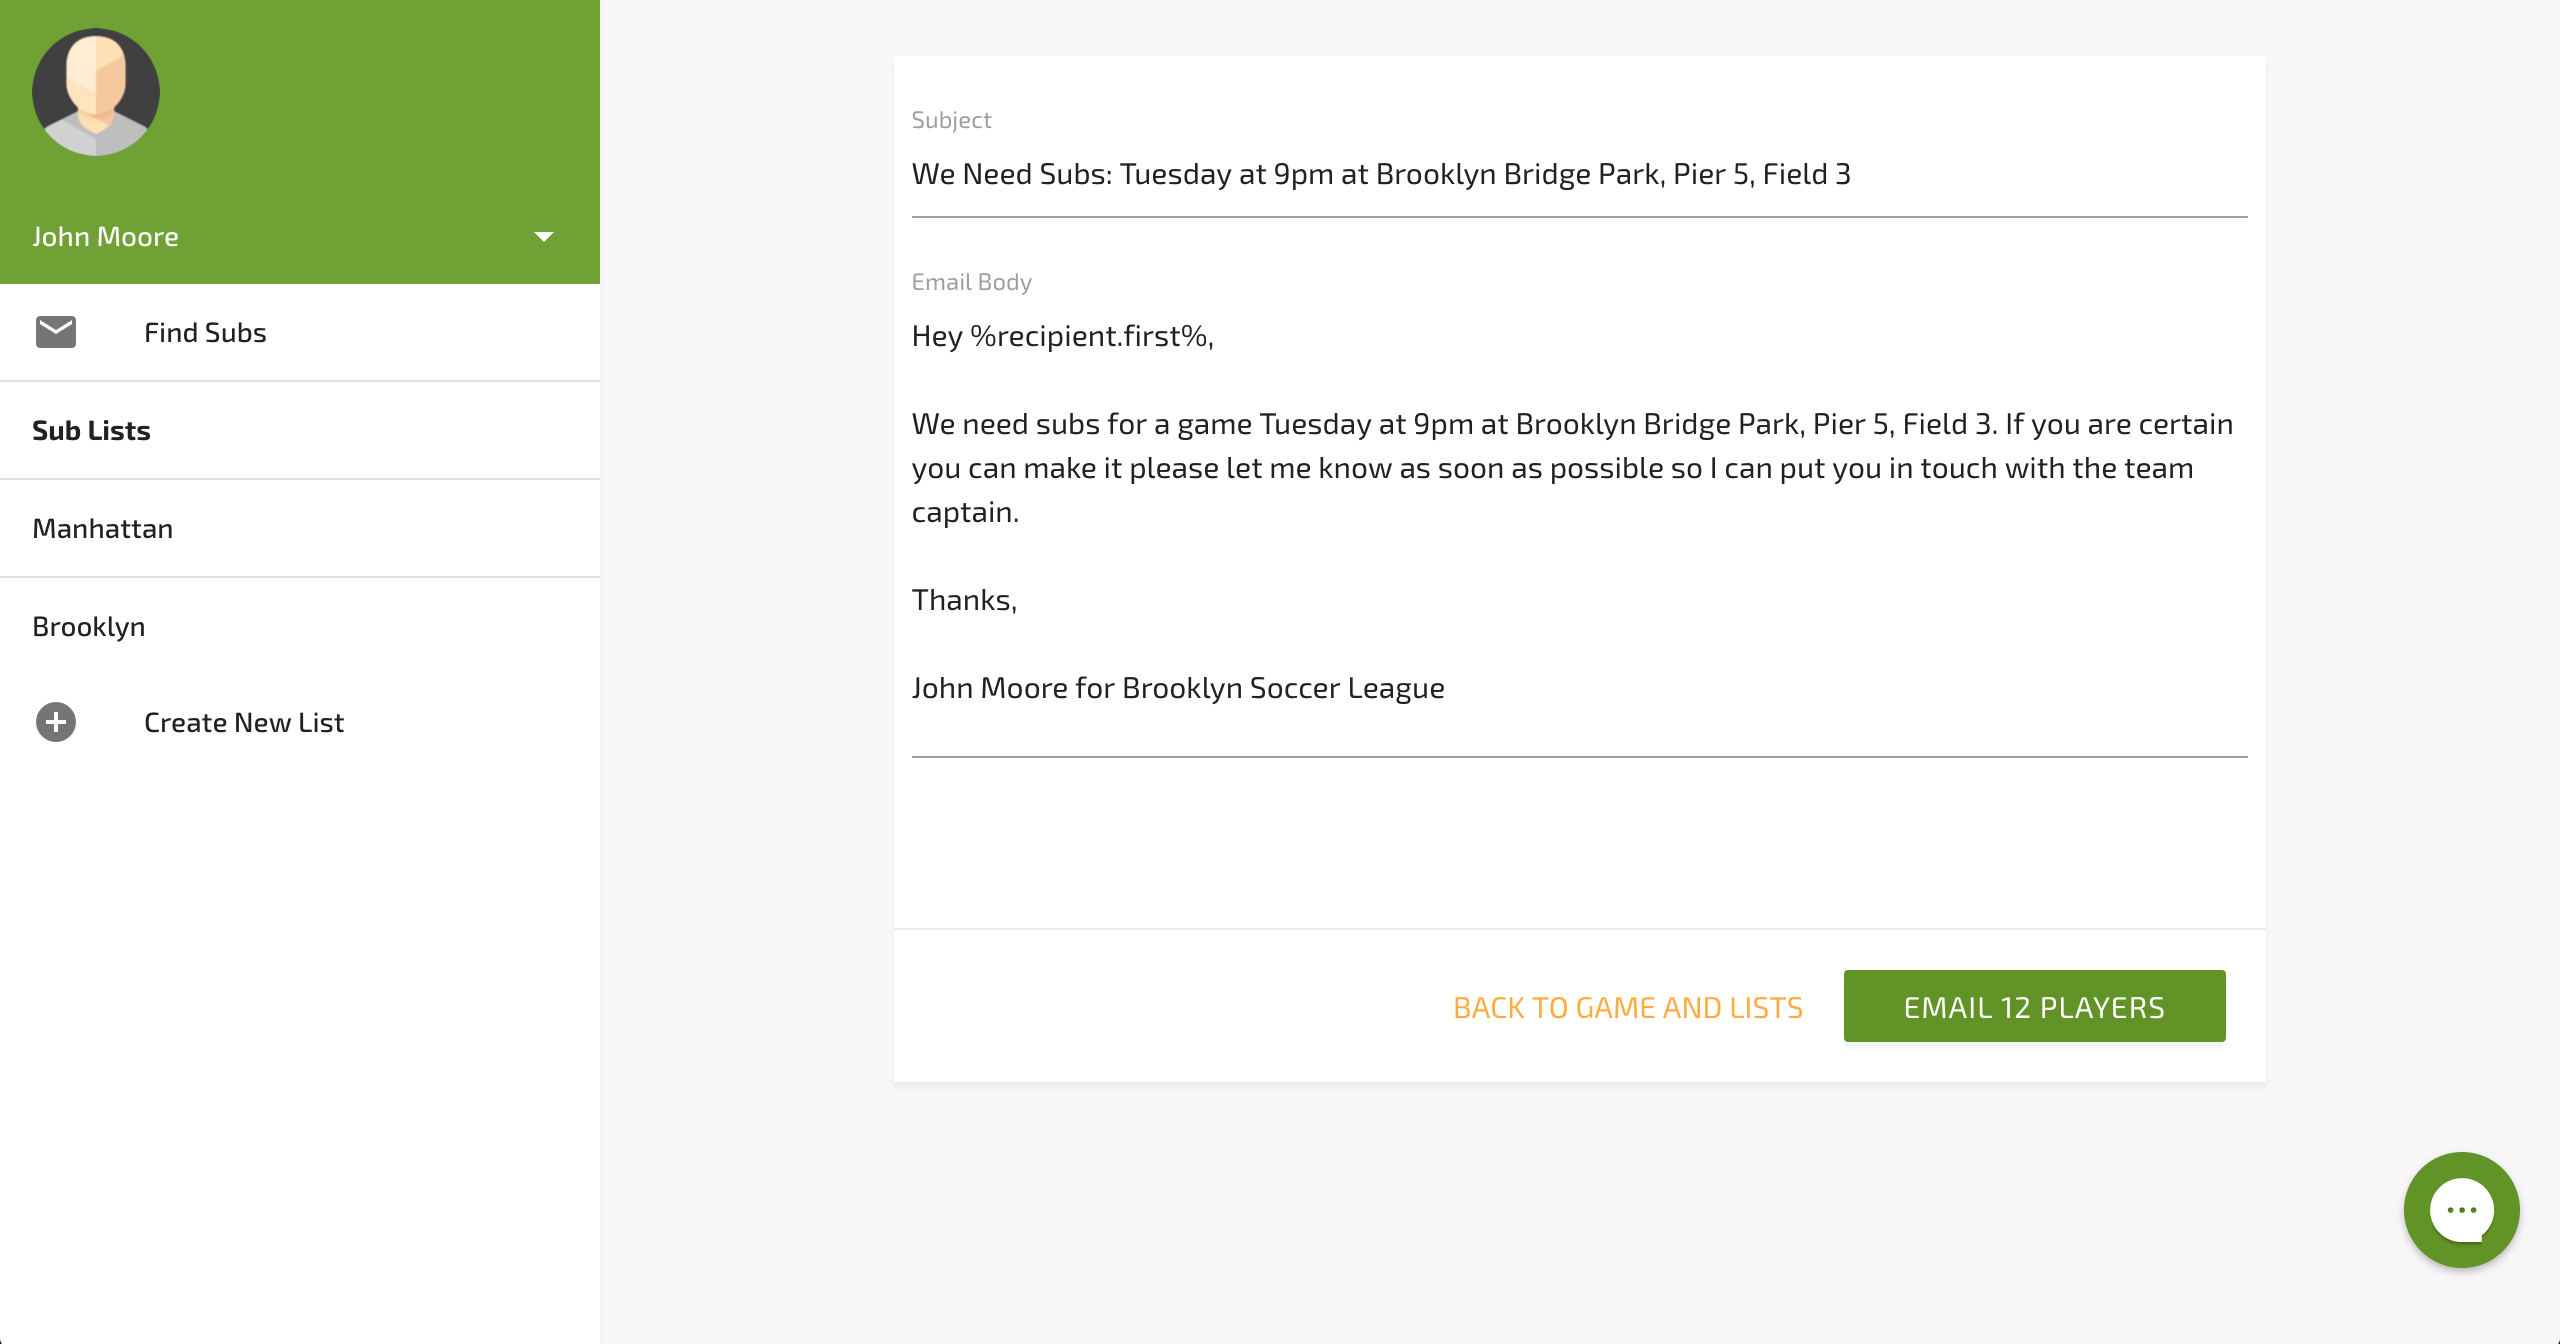 John Moore
Find Subs
Sub Lists
Manhattan
Brooklyn
Create New List
Subject
We Need Subs: Tuesday at 9pm at Brooklyn Bridge Park, Pier 5, Field 3
Email Body
Hey %recipient.first%,
We need subs for a game Tuesday at 9pm at Brooklyn Bridge Park, Pier 5, Field 3. If you are certain
you can make it please let me know as soon as possible so I can put you in touch with the team
captain.
Thanks,
John Moore for Brooklyn Soccer League
BACK TO GAME AND LISTS
EMAIL 12 PLAYERS